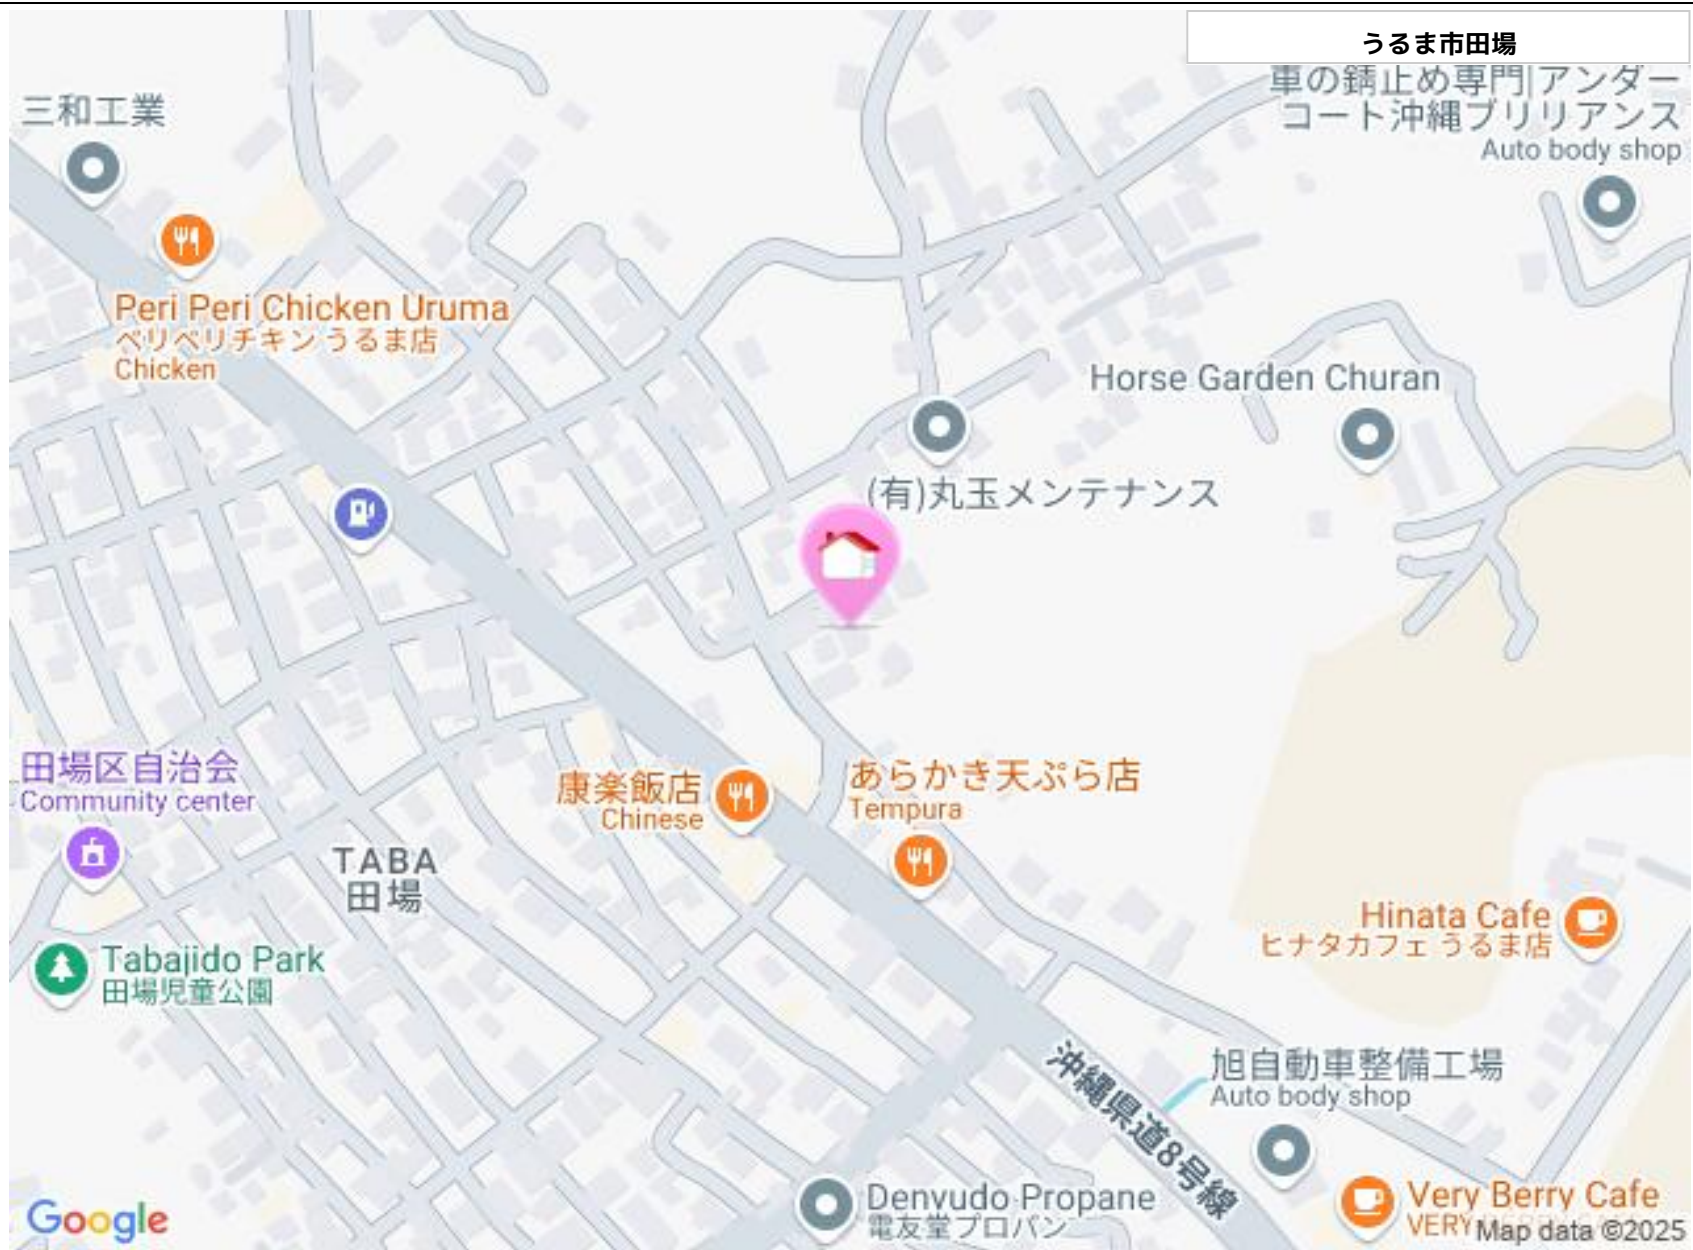 うるま市田場
車の錆止め専門|アンダー
コート沖縄ブリリアンス
Auto body shop
三和工業
Peri Peri Chicken Uruma
ペリペリチキン うるま店
Chicken
Horse Garden Churan
(有)丸玉メンテナンス
田場区自治会
Community center
康楽飯店
Chinese
あらかき天ぷら店
Tempura
TABA
田場
Hinata Cafe
ヒナタカフェ うるま店
Tabajido Park
田場児童公園
沖縄県道8号線
旭自動車整備工場
Auto body shop
Denyudo Propane
電友堂プロパン
Very Berry Cafe
VERY
Google
Map data ©2025